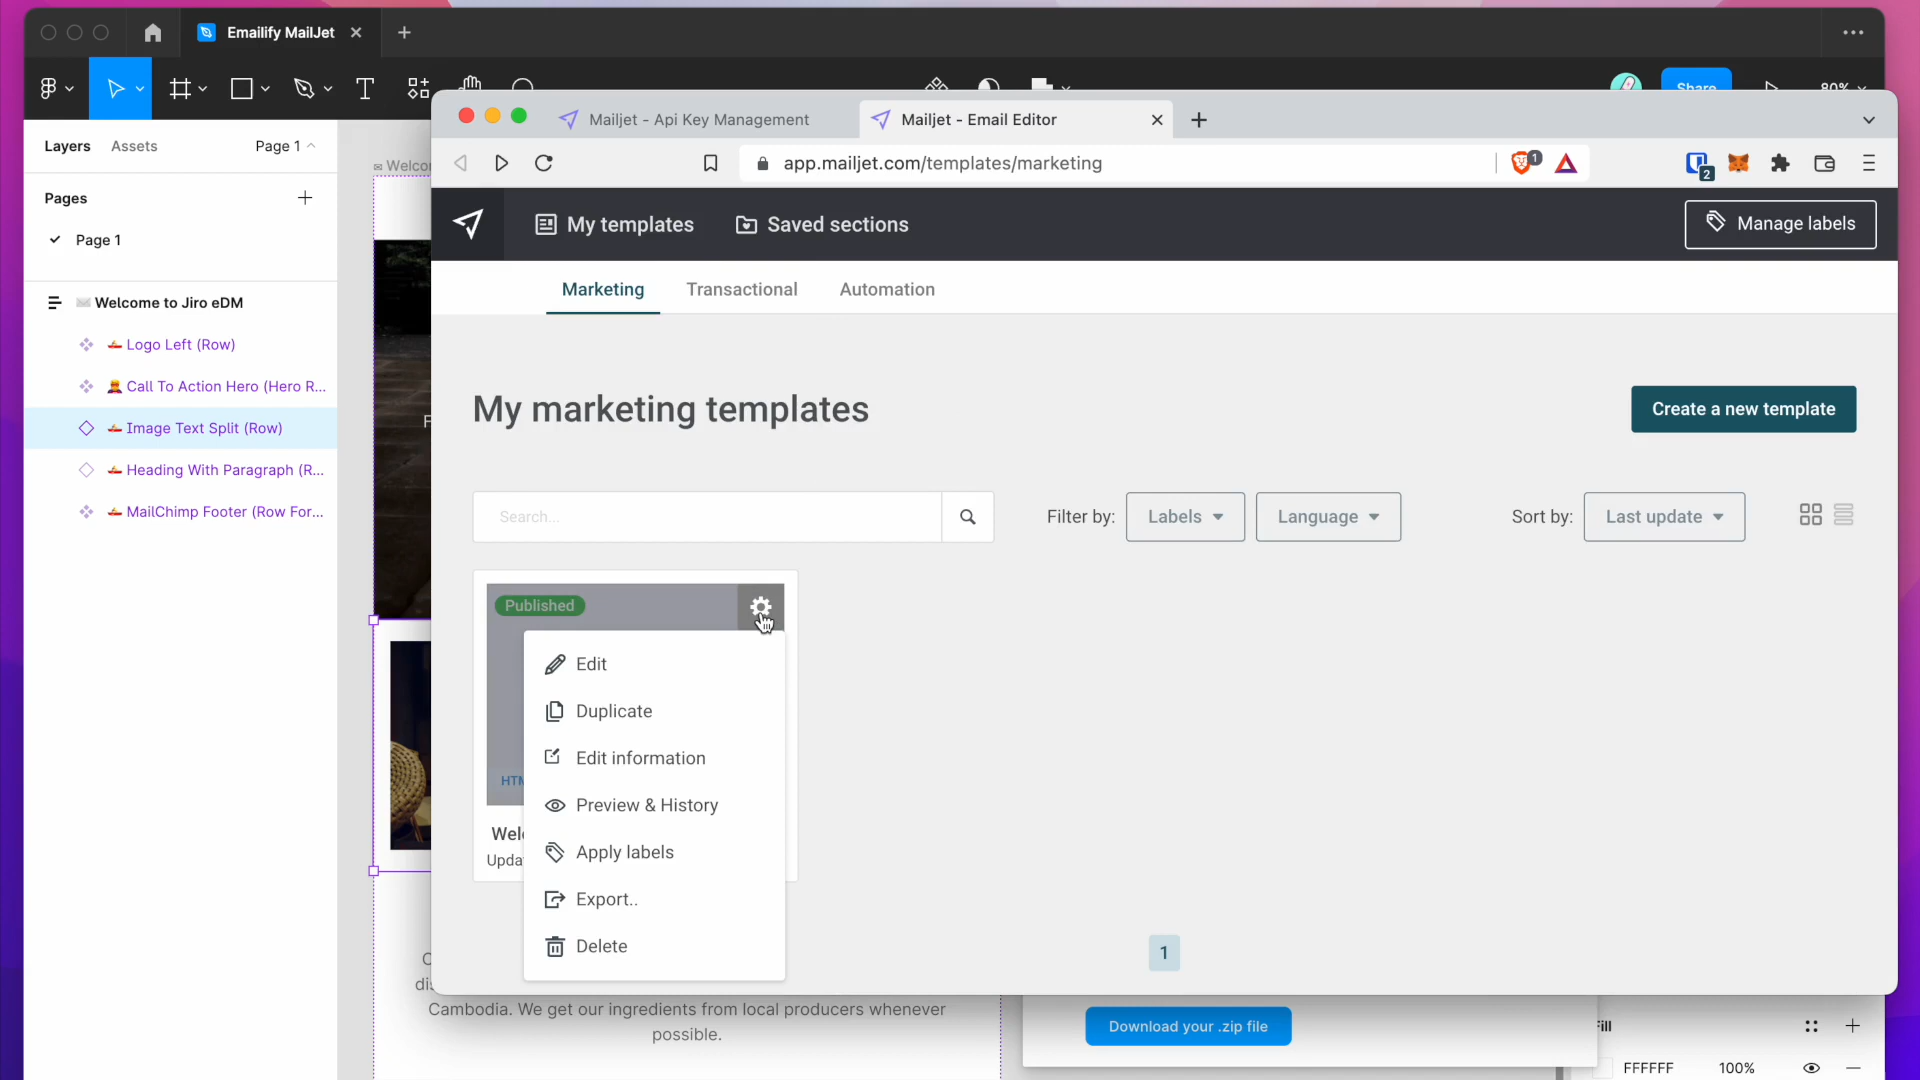 Emailify MailJet
Share
80%
Layers
Assets
Page 1
Pages
Page 1
Welcome to Jiro eDM
Logo Left (Row)
Call To Action Hero (Hero R...
Image Text Split (Row)
Heading With Paragraph (R...
MailChimp Footer (Row For...
Mailjet - Api Key Management
Mailjet - Email Editor
app.mailjet.com/templates/marketing
1
2
My templates
Saved sections
Manage labels
Marketing
Transactional
Automation
My marketing templates
Create a new template
Search...
Filter by:
Labels
Language
Sort by:
Last update
Published
Edit
Duplicate
Edit information
Preview & History
Apply labels
Export..
Delete
1
Cambodia. We get our ingredients from local producers whenever
possible.
Download your .zip file
FFFFFF
100%